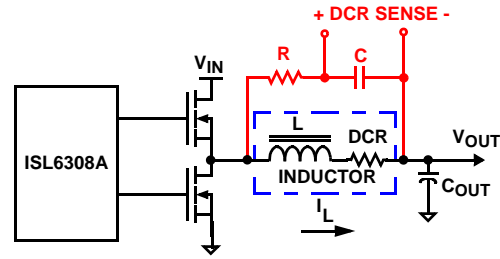 + DCR SENSE -
R
C
VIN
L
DCR
VOUT
ISL6308A
INDUCTOR
COUT
IL